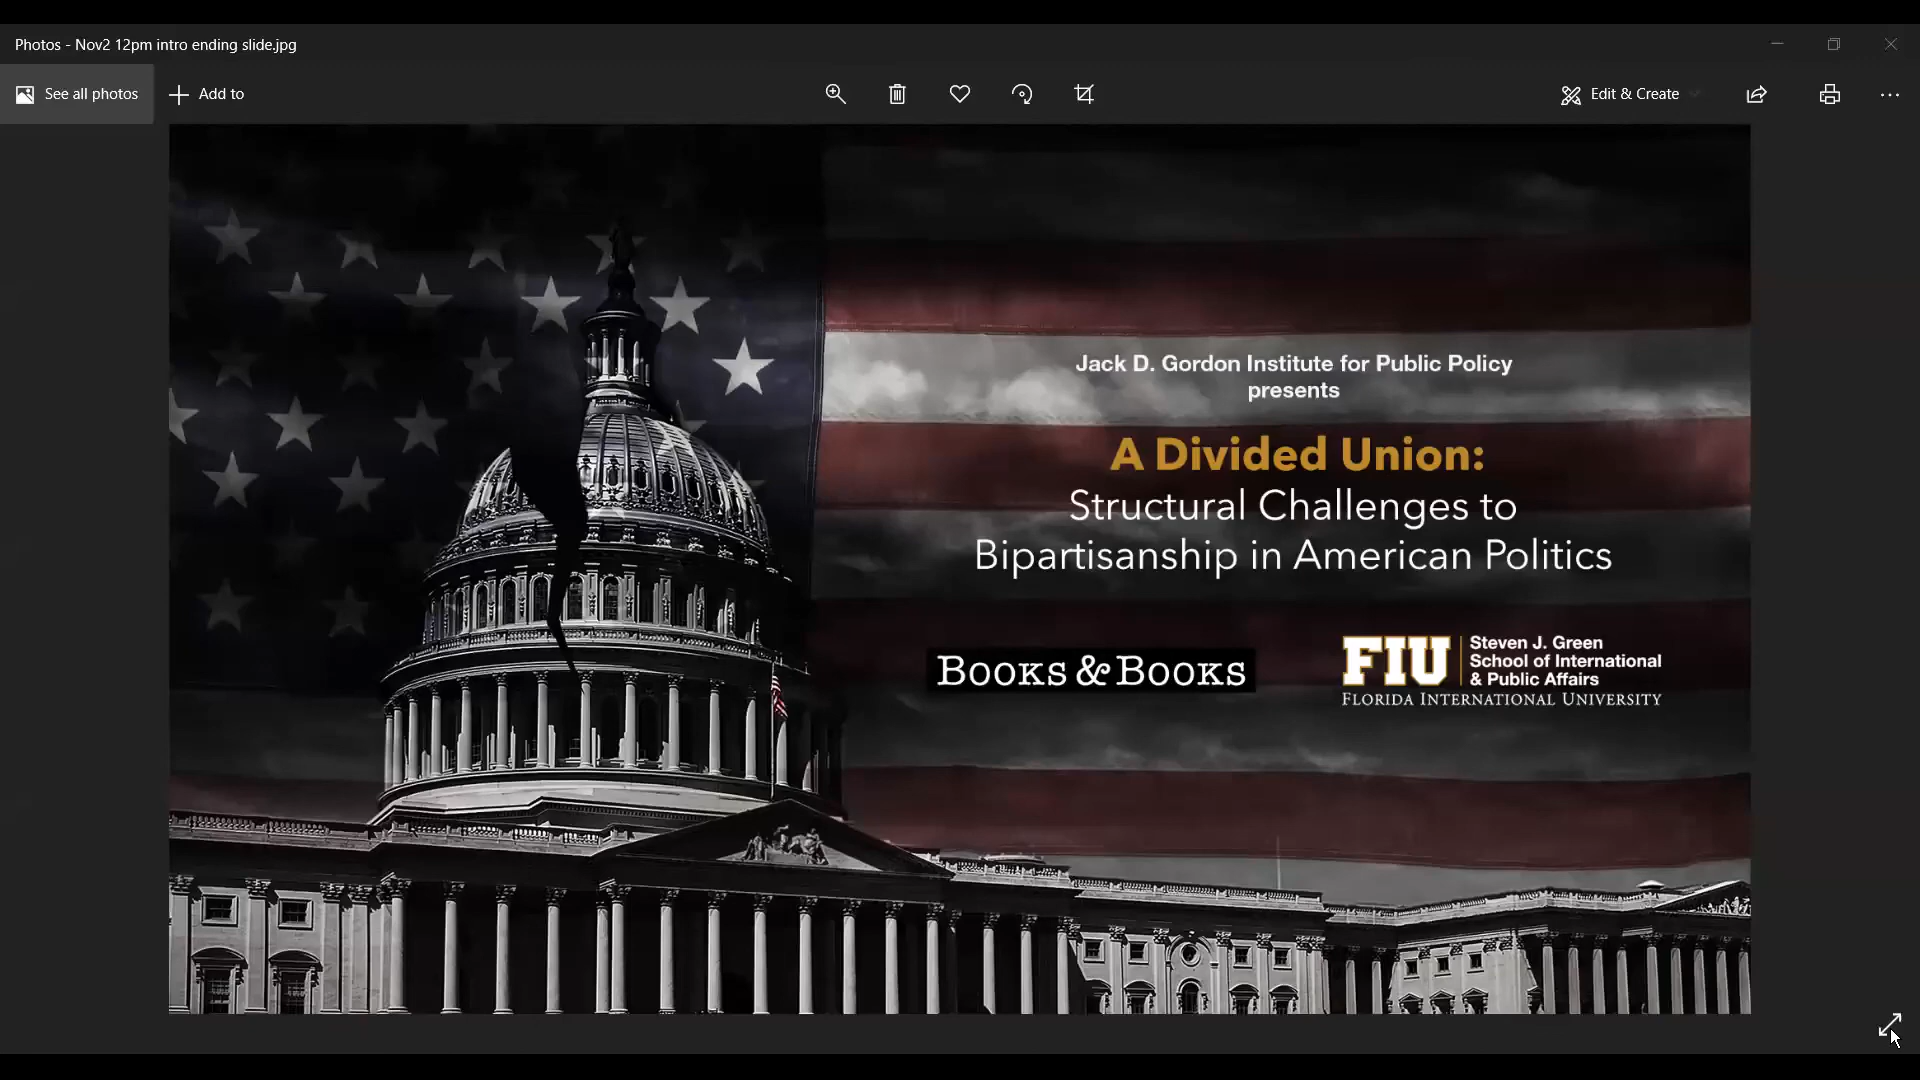 Photos - Nov2 12pm intro ending slide.jpg
See all photos
Add to
Edit & Create
Jack D. Gordon Institute for Public Policy
presents
A Divided Union:
Structural Challenges to
Bipartisanship in American Politics
BOOKS & BOOKS
FIU
Steven J. Green
School of International
& Public Affairs
FLORIDA INTERNATIONAL UNIVERSITY